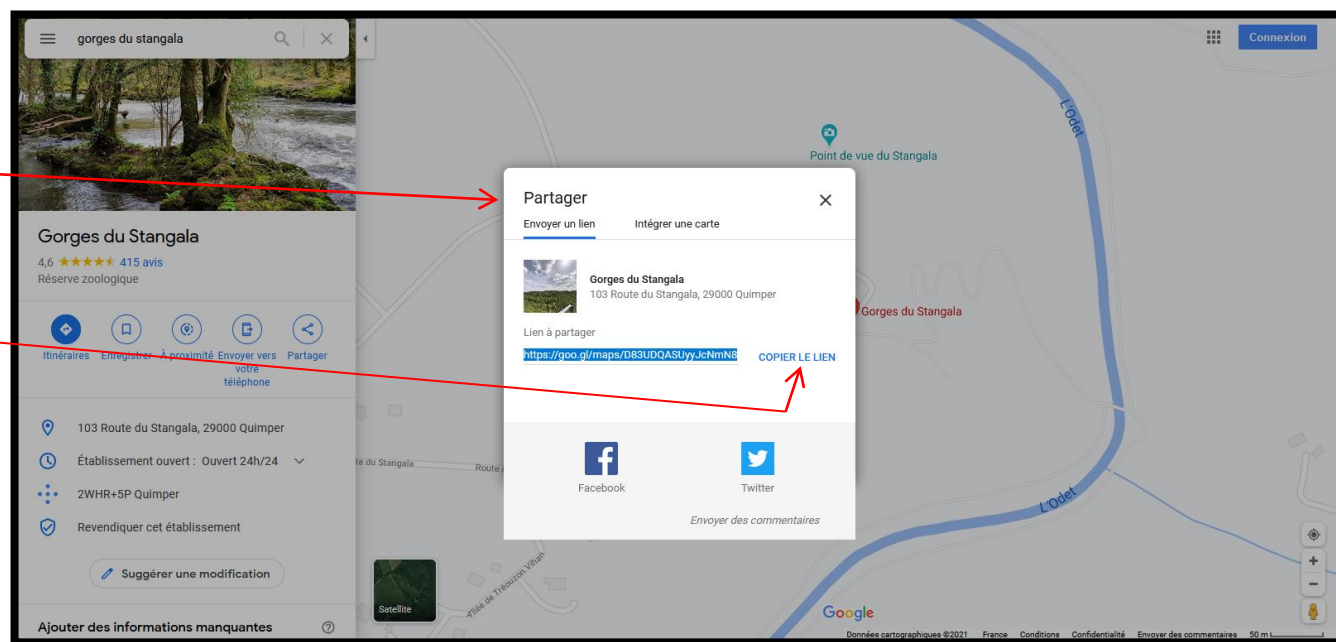 gorges du stangala
Connexion
Gorges du Stangala
4,6 415 avis
Réserve zoologique
Itinéraires
Enregistrer
À proximité
Envoyer vers
votre
téléphone
Partager
103 Route du Stangala, 29000 Quimper
Établissement ouvert : Ouvert 24h/24
2WHR+5P Quimper
Revendiquer cet établissement
Suggérer une modification
Ajouter des informations manquantes
Point de vue du Stangala
L'Odet
Partager
Envoyer un lien
Intégrer une carte
Gorges du Stangala
103 Route du Stangala, 29000 Quimper
Lien à partager
https://goo.gl/maps/D83UDQASUyyJcNmN8
COPIER LE LIEN
Facebook
Twitter
Envoyer des commentaires
Gorges du Stangala
te du Stangala
Route
L'Odet
Allée de Tréouzon Vihan
Satellite
Google
Données cartographiques ©2021 France Conditions Confidentialité Envoyer des commentaires 50 m